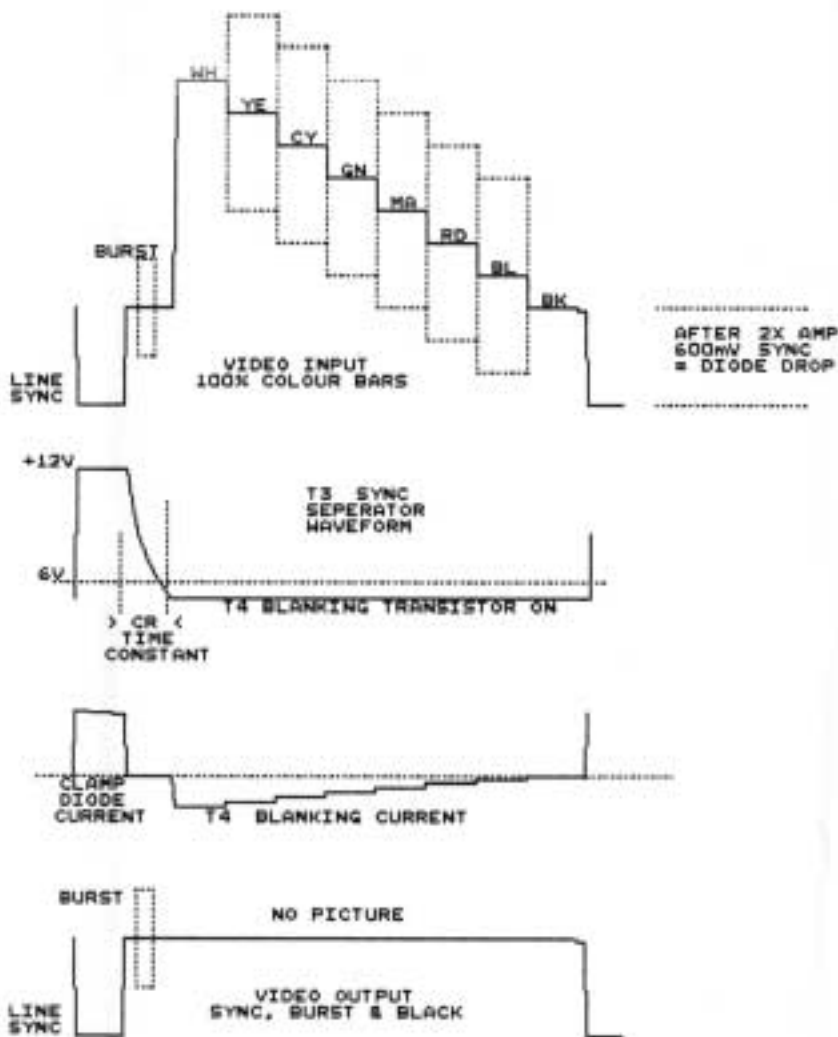 WH
YE
CY
GN
MA
RD
BL
BK
BURST
LINE
SYNC
VIDEO INPUT
100% COLOUR BARS
AFTER 2X AMP
600mV SYNC
= DIODE DROP
+12V
T3 SYNC
SEPERATOR
WAVEFORM
6V
T4 BLANKING TRANSISTOR ON
> CR <
TIME
CONSTANT
CLAMP
DIODE
CURRENT
T4 BLANKING CURRENT
BURST
NO PICTURE
LINE
SYNC
VIDEO OUTPUT
SYNC, BURST & BLACK